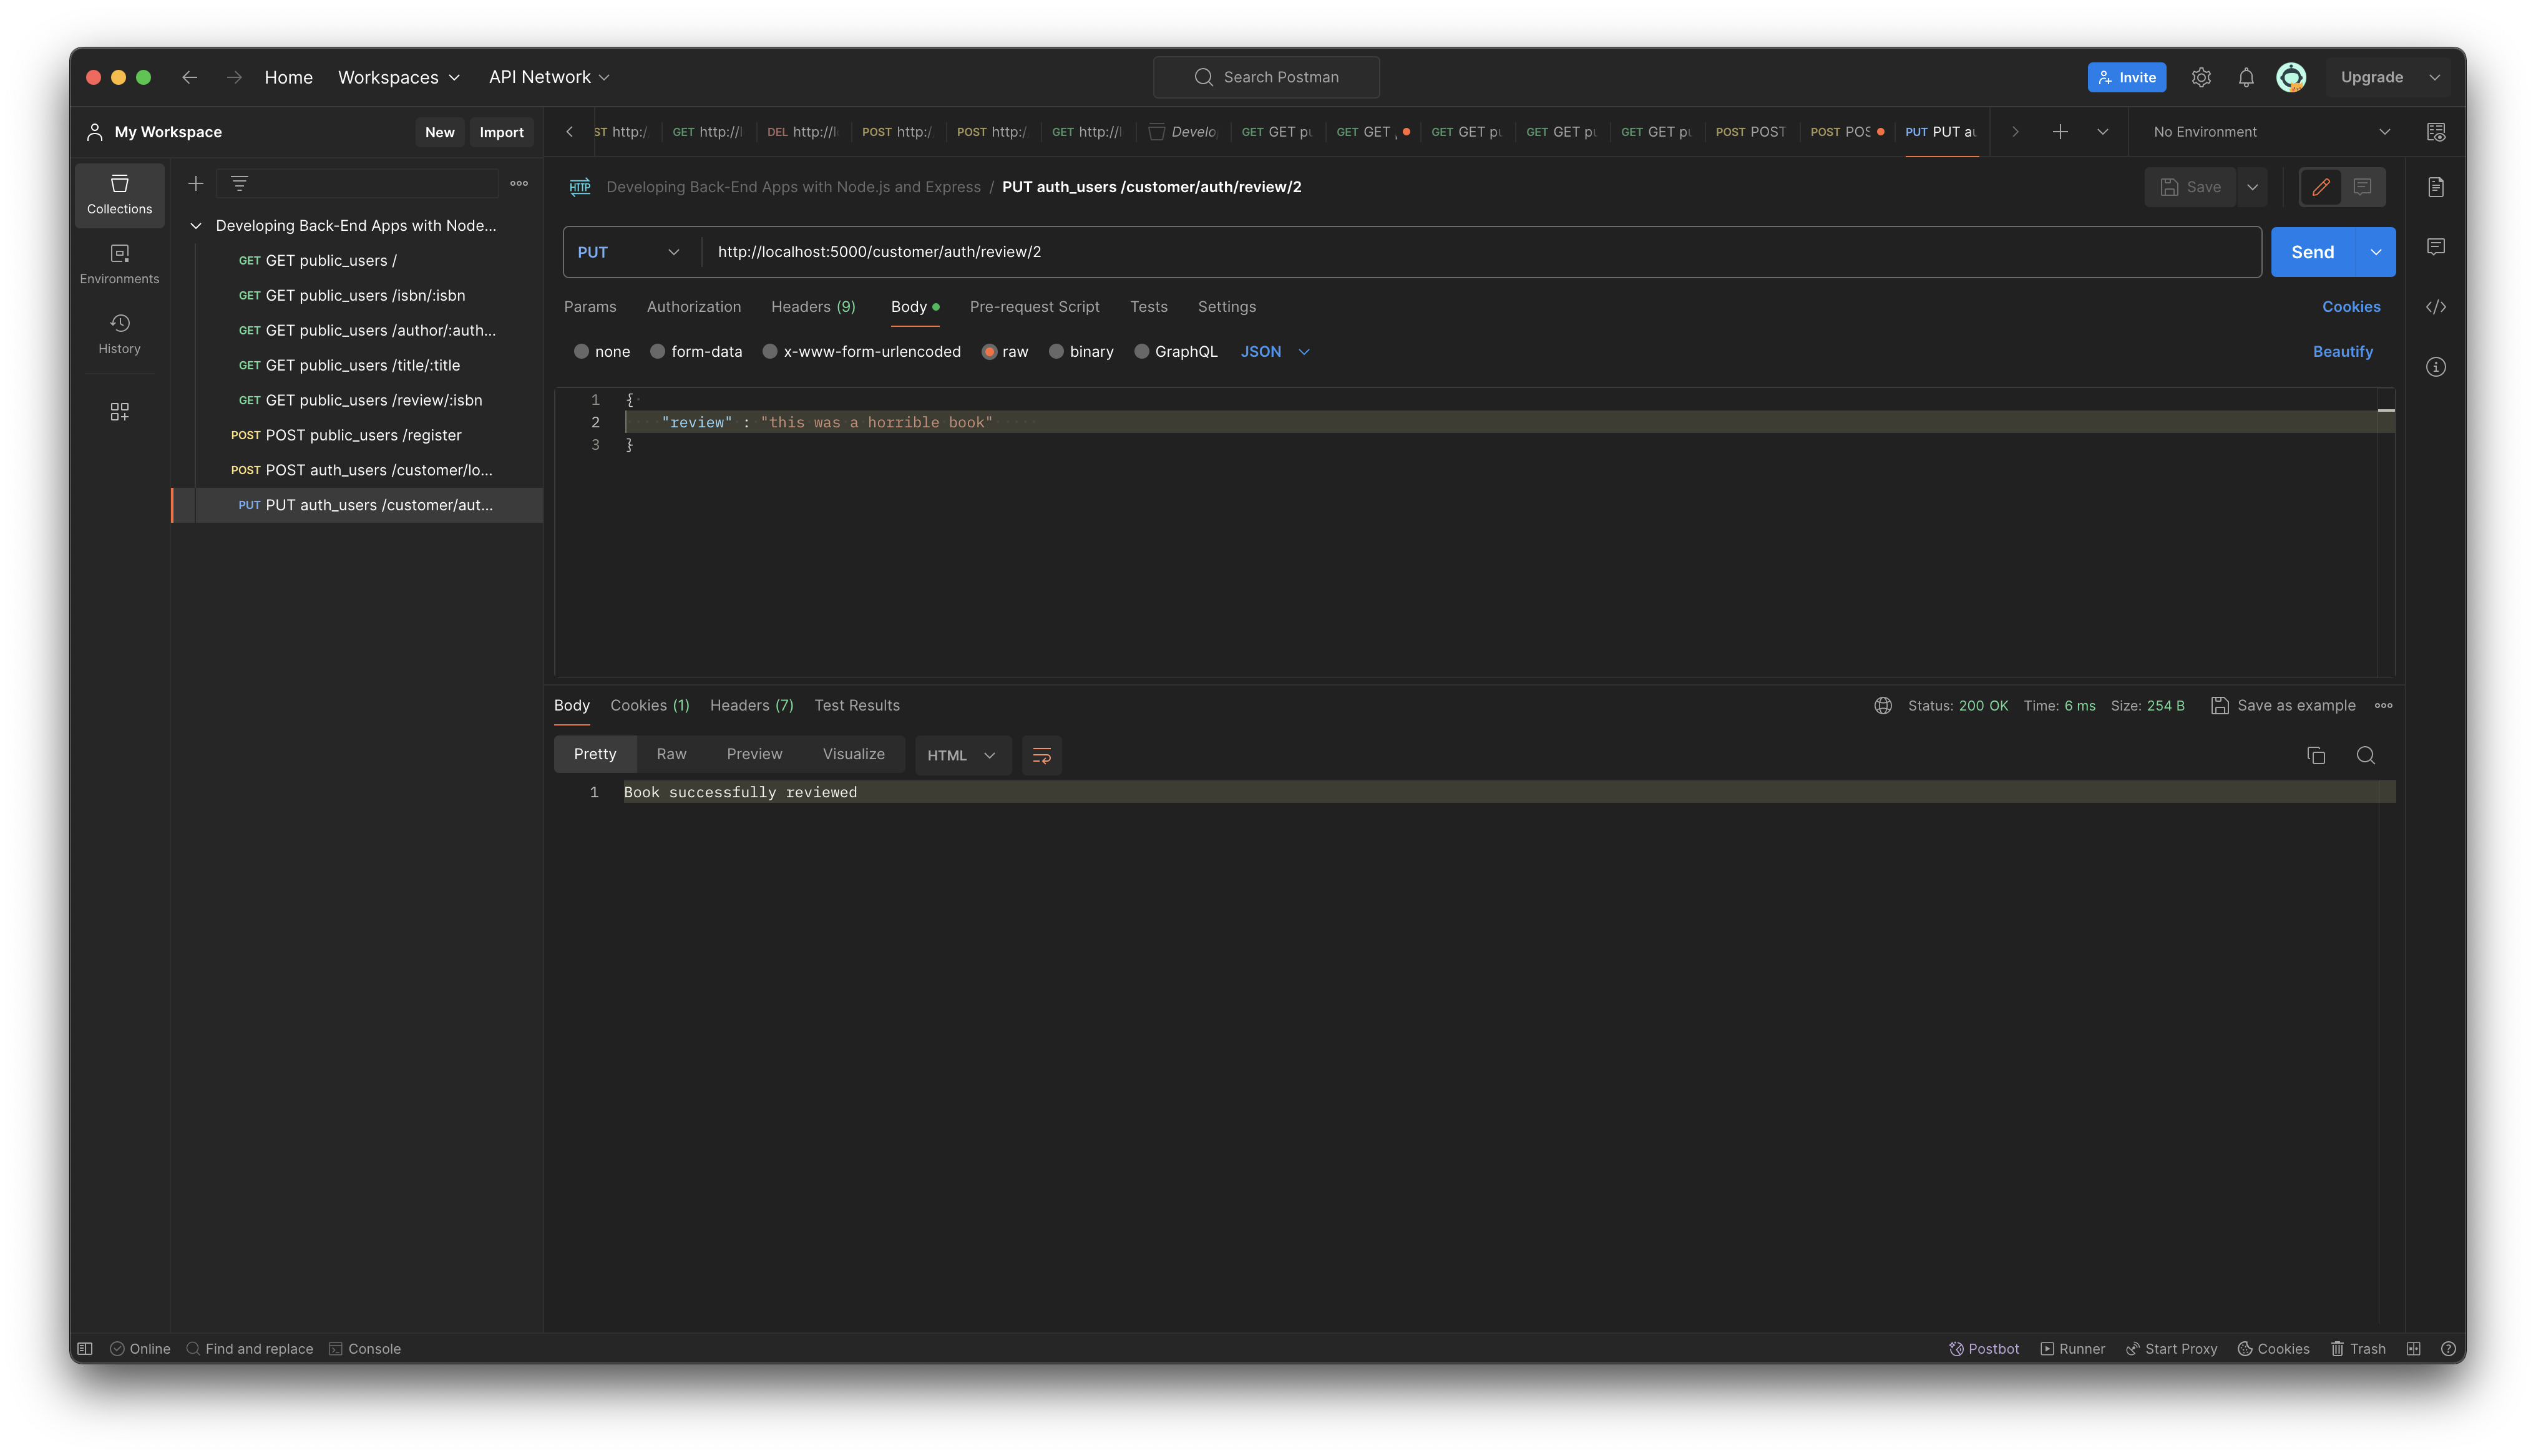 Home Workspaces API Network Search Postman Invite Upgrade
My Workspace New Import
ST http:/ GET http://l DEL http://l POST http:/ POST http:/ GET http://l Develo GET GET pu GET GET GET GET pu GET GET pu GET GET pu POST POST POST POS PUT PUT au No Environment
Collections
Environments
History
Developing Back-End Apps with Node...
GET GET public_users /
GET GET public_users /isbn/:isbn
GET GET public_users /author/:auth...
GET GET public_users /title/:title
GET GET public_users /review/:isbn
POST POST public_users /register
POST POST auth_users /customer/lo...
PUT PUT auth_users /customer/aut...
HTTP Developing Back-End Apps with Node.js and Express / PUT auth_users /customer/auth/review/2 Save
PUT http://localhost:5000/customer/auth/review/2 Send
Params Authorization Headers (9) Body Pre-request Script Tests Settings Cookies
none form-data x-www-form-urlencoded raw binary GraphQL JSON Beautify
1 {
2 "review" : "this was a horrible book"
3 }
Body Cookies (1) Headers (7) Test Results Status: 200 OK Time: 6 ms Size: 254 B Save as example
Pretty Raw Preview Visualize HTML
1 Book successfully reviewed
Online Find and replace Console Postbot Runner Start Proxy Cookies Trash